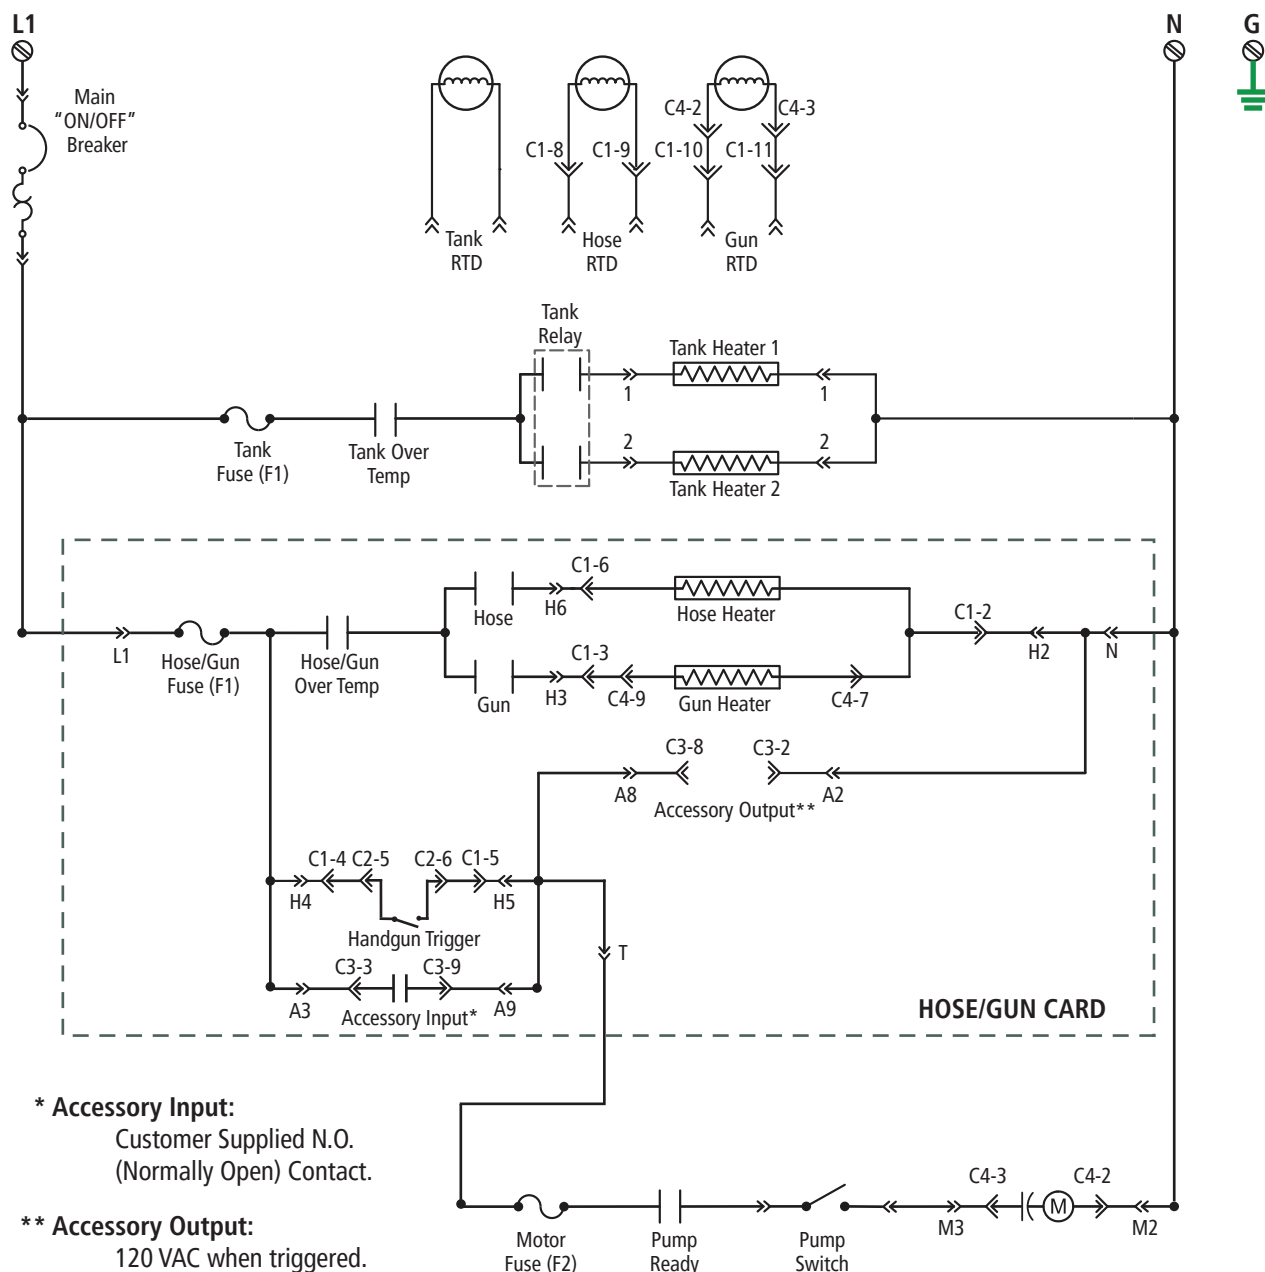 L1
N
G
Main
"ON/OFF"
Breaker
C4-2
C4-3
C1-8
C1-9
C1-10
C1-11
Tank
RTD
Hose
RTD
Gun
RTD
Tank
Relay
Tank Heater 1
1
1
Tank
Fuse (F1)
Tank Over
Temp
2
2
Tank Heater 2
C1-6
Hose
H6
Hose Heater
C1-2
L1
Hose/Gun
Fuse (F1)
Hose/Gun
Over Temp
H2
N
C1-3
Gun
H3
C4-9
Gun Heater
C4-7
C3-8
C3-2
A8
A2
Accessory Output**
C1-4
C2-5
C2-6
C1-5
H4
H5
Handgun Trigger
T
C3-3
C3-9
A3
A9
Accessory Input*
HOSE/GUN CARD
* Accessory Input:
Customer Supplied N.O.
(Normally Open) Contact.
** Accessory Output:
120 VAC when triggered.
C4-3
C4-2
M
M3
M2
Motor
Fuse (F2)
Pump
Ready
Pump
Switch